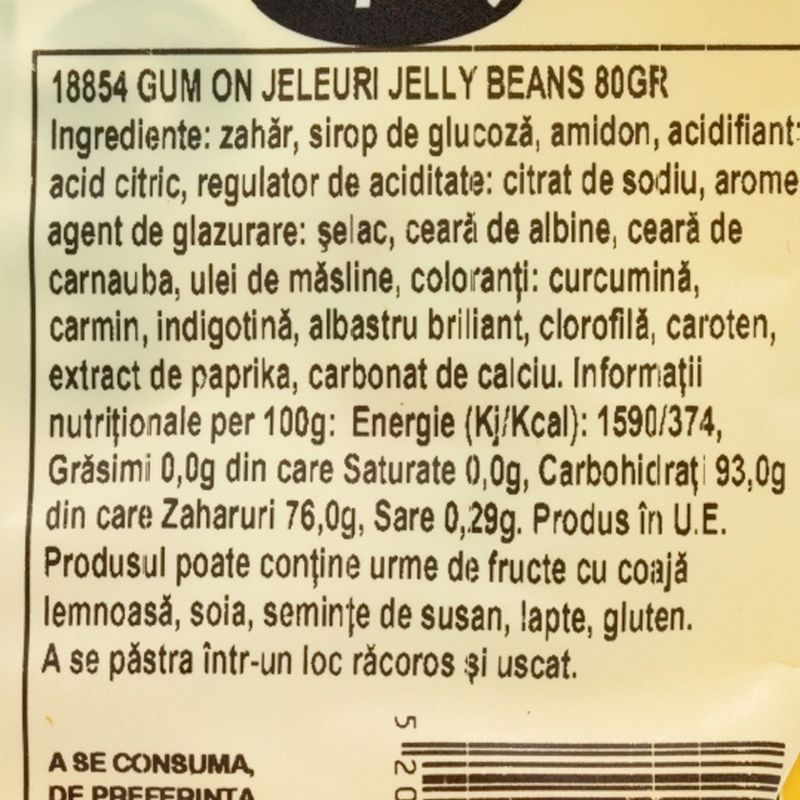 18854 GUM ON JELEURI JELLY BEANS 80GR
Ingrediente: zahăr, sirop de glucoză, amidon, acidifiant:
acid citric, regulator de aciditate: citrat de sodiu, arome
agent de glazurare: şelac, ceară de albine, ceară de
carnauba, ulei de măsline, coloranţi: curcumină,
carmin, indigotină, albastru briliant, clorofilă, caroten,
extract de paprika, carbonat de calciu. Informaţii
nutriţionale per 100g: Energie (Kj/Kcal): 1590/374,
Grăsimi 0,0g din care Saturate 0,0g, Carbohidraţi 93,0g
din care Zaharuri 76,0g, Sare 0,29g. Produs în U.E.
Produsul poate conţine urme de fructe cu coajă
lemnoasă, soia, seminţe de susan, lapte, gluten.
A se păstra într-un loc răcoros şi uscat.
A SE CONSUMA,
DE PREFERINTA
5 20